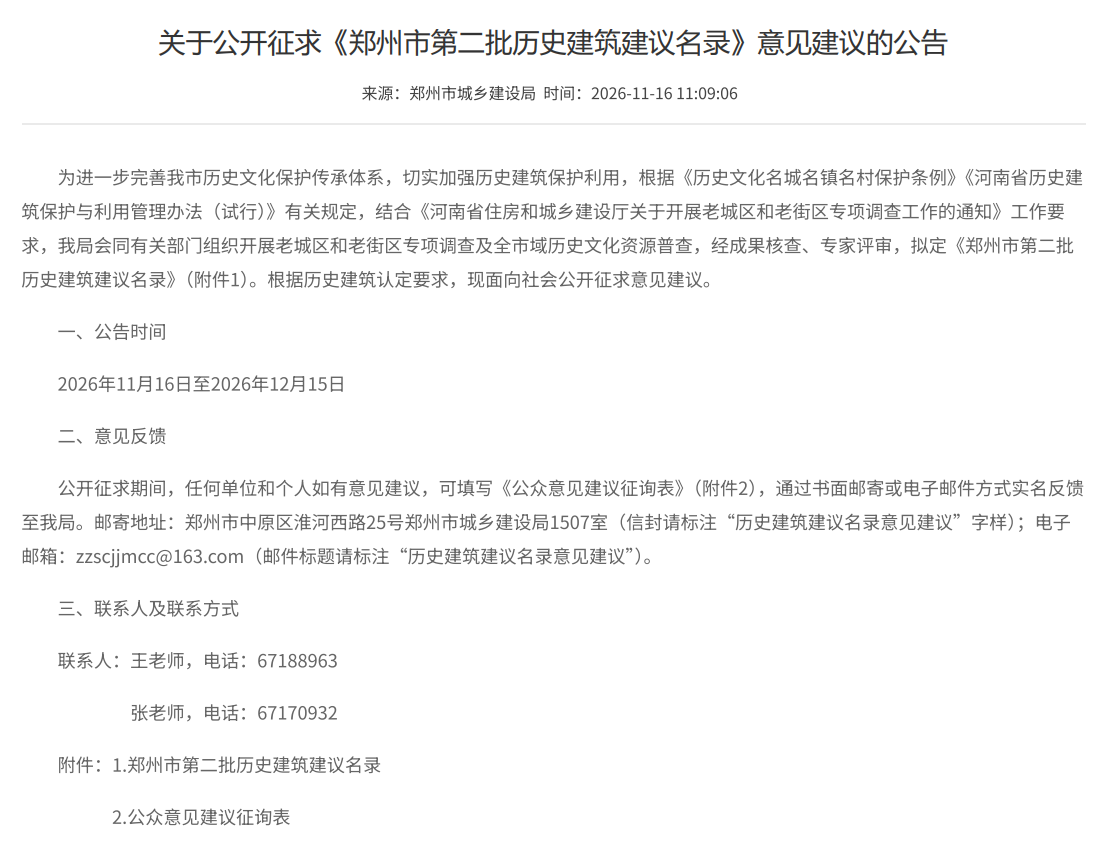 关于公开征求《郑州市第二批历史建筑建议名录》意见建议的公告
来源：郑州市城乡建设局 时间：2026-11-16 11:09:06
为进一步完善我市历史文化保护传承体系，切实加强历史建筑保护利用，根据《历史文化名城名镇名村保护条例》《河南省历史建
筑保护与利用管理办法（试行）》有关规定，结合《河南省住房和城乡建设厅关于开展老城区和老街区专项调查工作的通知》工作要
求，我局会同有关部门组织开展老城区和老街区专项调查及全市域历史文化资源普查，经成果核查、专家评审，拟定《郑州市第二批
历史建筑建议名录》（附件1）。根据历史建筑认定要求，现面向社会公开征求意见建议。
一、公告时间
2026年11月16日至2026年12月15日
二、意见反馈
公开征求期间，任何单位和个人如有意见建议，可填写《公众意见建议征询表》（附件2），通过书面邮寄或电子邮件方式实名反馈
至我局。邮寄地址：郑州市中原区淮河西路25号郑州市城乡建设局1507室（信封请标注“历史建筑建议名录意见建议”字样）；电子
邮箱：zzscjjmcc@163.com（邮件标题请标注“历史建筑建议名录意见建议”）。
三、联系人及联系方式
联系人：王老师，电话：67188963
张老师，电话：67170932
附件：1.郑州市第二批历史建筑建议名录
2.公众意见建议征询表